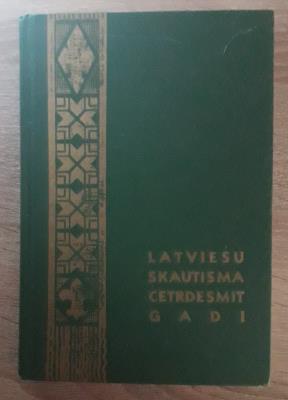 LATVIEŠU
SKAUTISMA
ČETRDESMIT
GADI